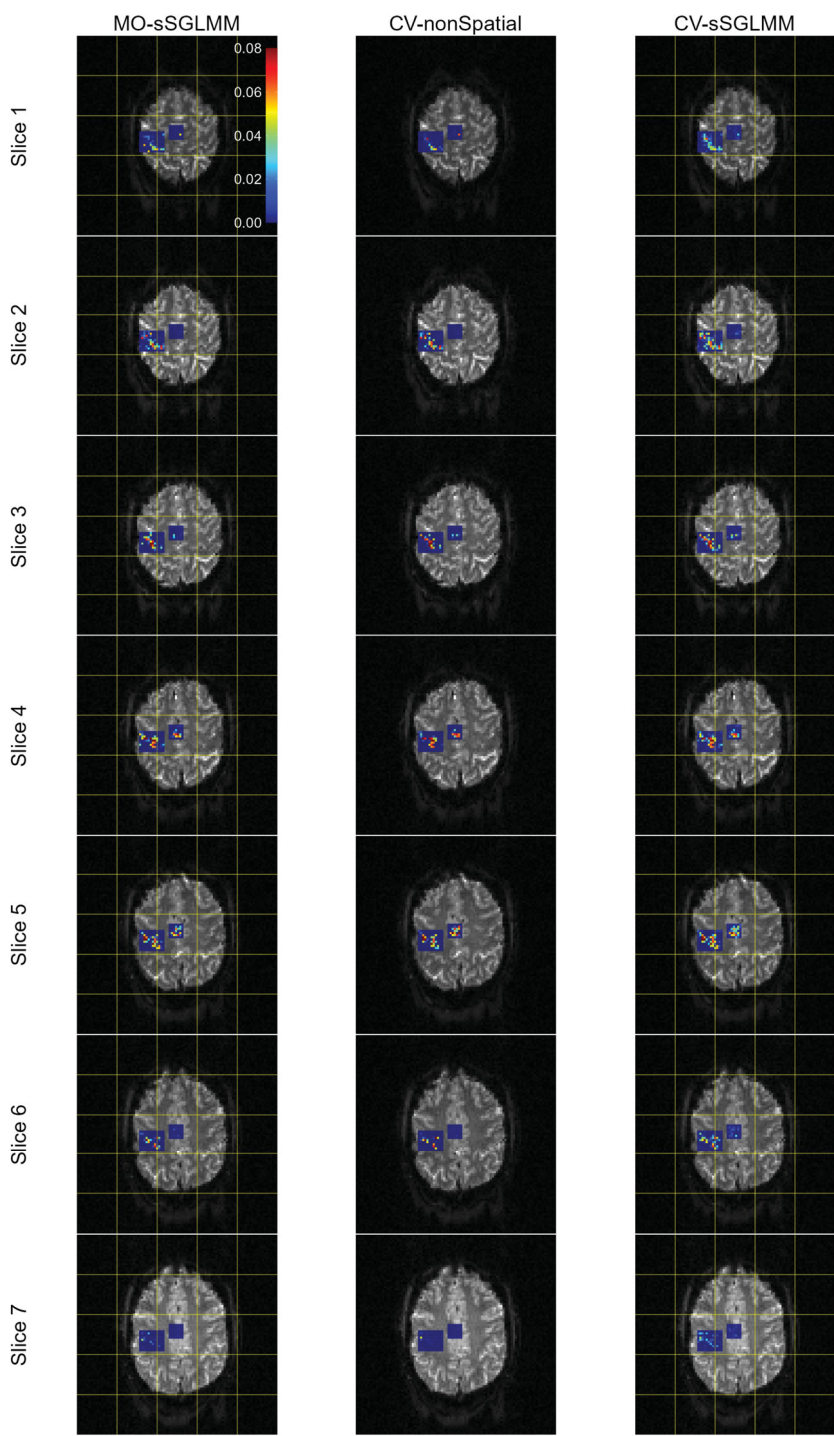 MO-sSGLMM CV-nonSpatial CV-sSGLMM
0.08
0.06
0.04
0.02
0.00
Slice 1
Slice 2
Slice 3
Slice 4
Slice 5
Slice 6
Slice 7